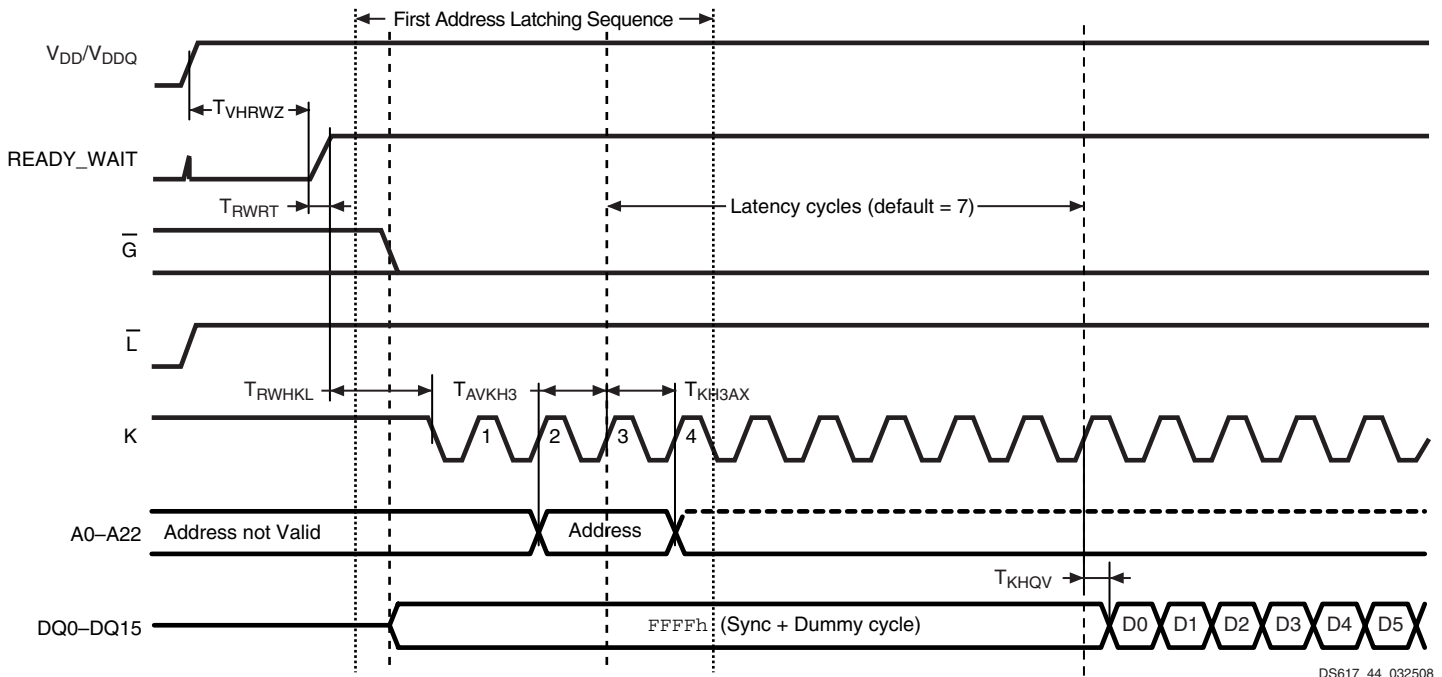 First Address Latching Sequence
VDD/VDDQ
TVHRWZ
READY_WAIT
TRWRT
Latency cycles (default = 7)
G
L
TRWHKL
TAVKH3
TKH3AX
K
1 2 3 4
A0–A22 Address not Valid Address
TKHQV
DQ0–DQ15 FFFFh (Sync + Dummy cycle) D0 D1 D2 D3 D4 D5
DS617_44_032508